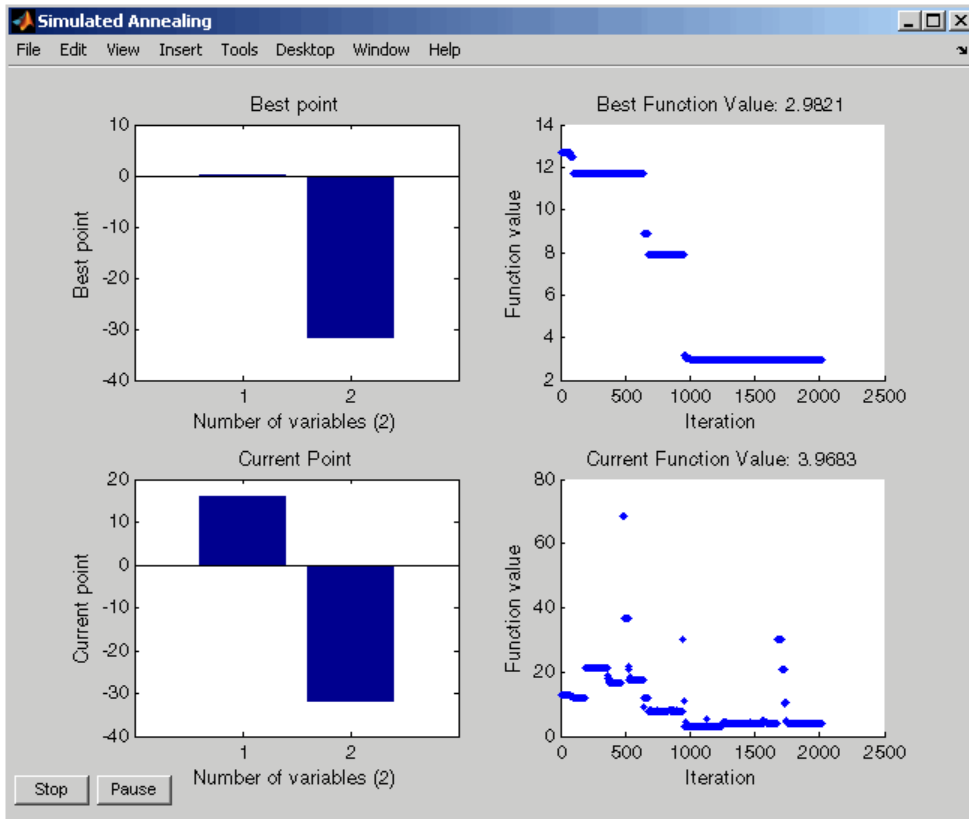 Simulated Annealing
File Edit View Insert Tools Desktop Window Help
Best point
10
0
-10
-20
-30
-40
Best point
1 2
Number of variables (2)
Best Function Value: 2.9821
14
12
10
8
6
4
2
Function value
0 500 1000 1500 2000 2500
Iteration
Current Point
20
10
0
-10
-20
-30
-40
Current point
1 2
Number of variables (2)
Current Function Value: 3.9683
80
60
40
20
0
Function value
0 500 1000 1500 2000 2500
Iteration
Stop Pause